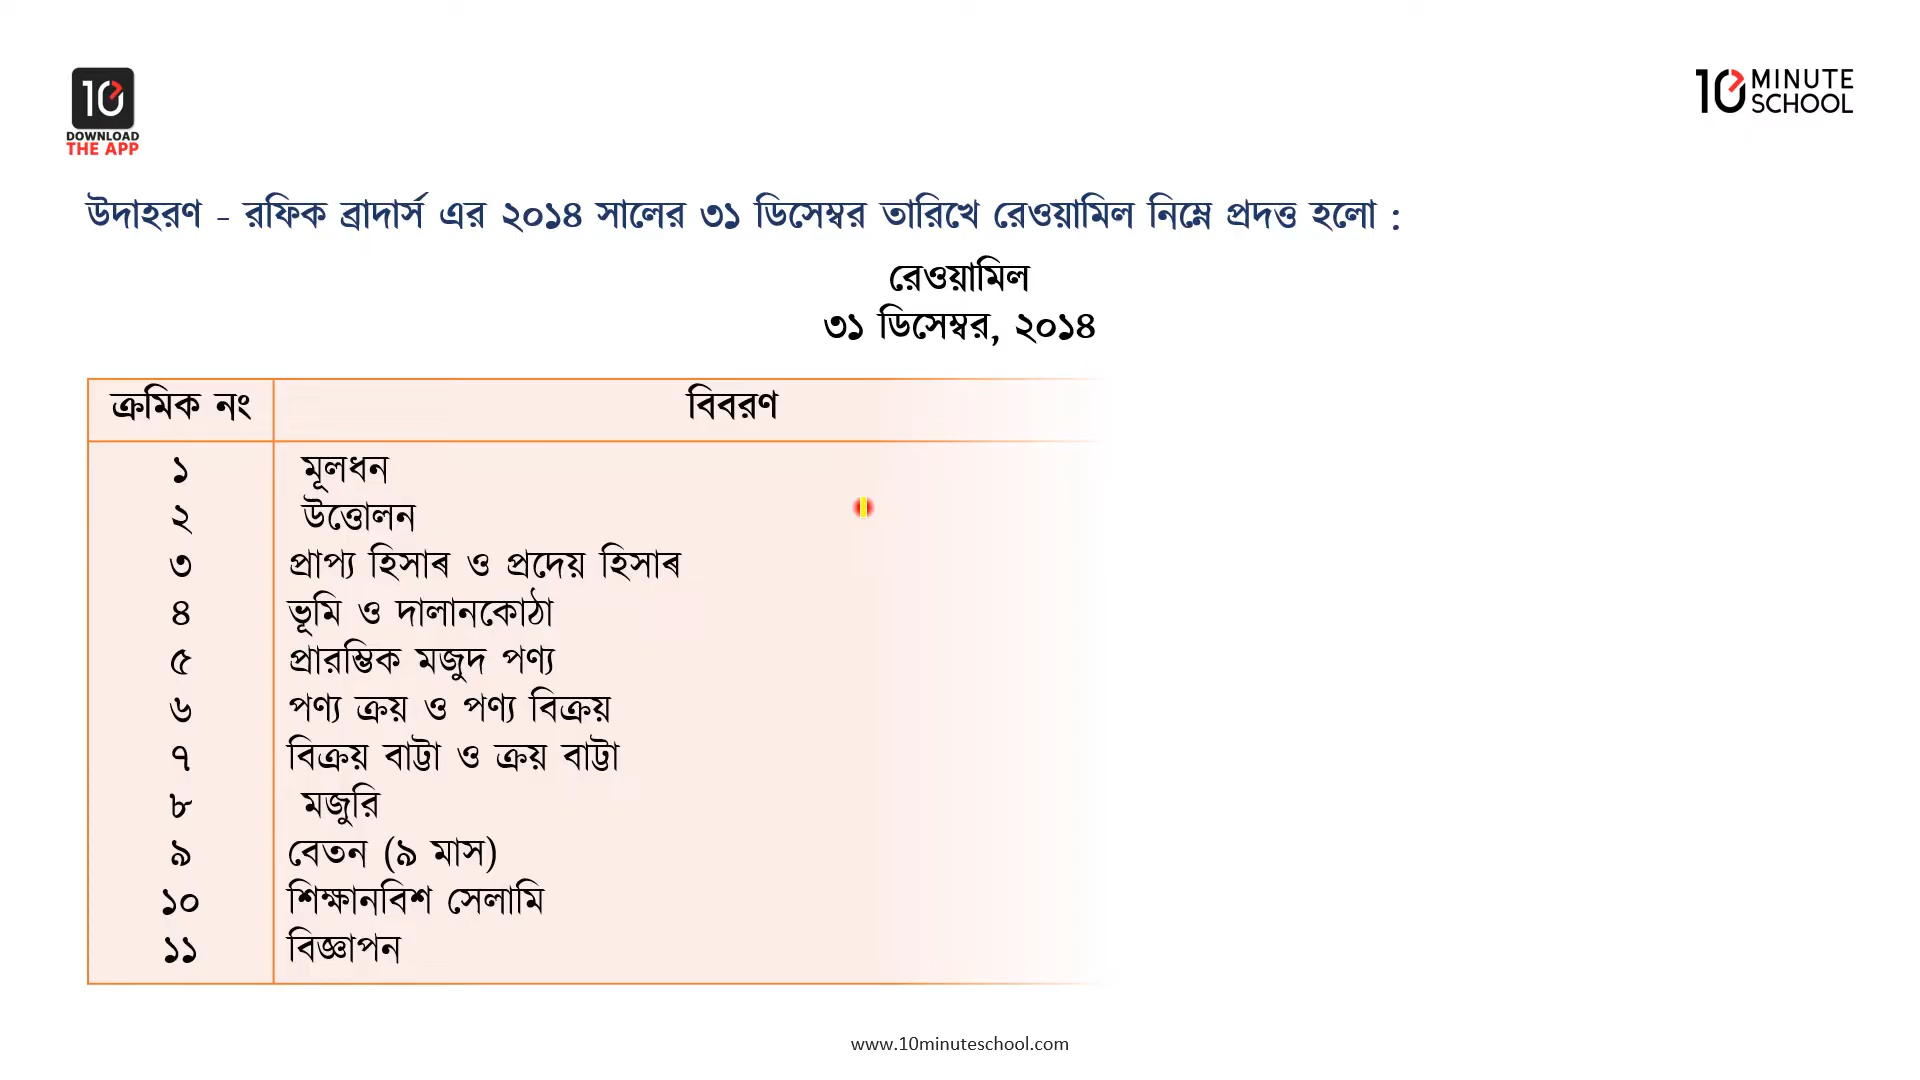 10
DOWNLOAD
THE APP
10 MINUTE
SCHOOL
উদাহরণ - রফিক ব্রাদার্স এর ২০১৪ সালের ৩১ ডিসেম্বর তারিখে রেওয়ামিল নিম্নে প্রদত্ত হলো :
রেওয়ামিল
৩১ ডিসেম্বর, ২০১৪
ক্রমিক নং বিবরণ
১ মূলধন
২ উত্তোলন
৩ প্রাপ্য হিসাৰ ও প্রদেয় হিসাৰ
৪ ভূমি ও দালানকোঠা
৫ প্রারম্ভিক মজুদ পণ্য
৬ পণ্য ক্রয় ও পণ্য বিক্রয়
৭ বিক্রয় বাট্টা ও ক্রয় বাট্টা
৮ মজুরি
৯ বেতন (৯ মাস)
১০ শিক্ষানবিশ সেলামি
১১ বিজ্ঞাপন
www.10minuteschool.com